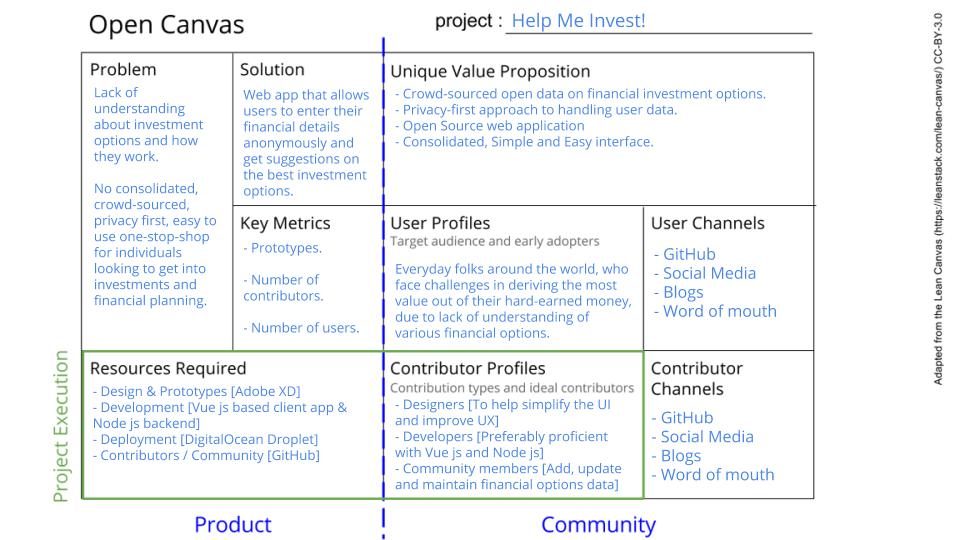 Open Canvas
project : Help Me Invest!
Problem
Lack of
understanding
about investment
options and how
they work.
No consolidated,
crowd-sourced,
privacy first, easy to
use one-stop-shop
for individuals
looking to get into
investments and
financial planning.
Solution
Web app that allows
users to enter their
financial details
anonymously and
get suggestions on
the best investment
options.
Unique Value Proposition
- Crowd-sourced open data on financial investment options.
- Privacy-first approach to handling user data.
- Open Source web application
- Consolidated, Simple and Easy interface.
Key Metrics
- Prototypes.
- Number of
contributors.
- Number of users.
User Profiles
Target audience and early adopters
Everyday folks around the world, who
face challenges in deriving the most
value out of their hard-earned money,
due to lack of understanding of
various financial options.
User Channels
- GitHub
- Social Media
- Blogs
- Word of mouth
Project Execution
Resources Required
- Design & Prototypes [Adobe XD]
- Development [Vue js based client app &
Node js backend]
- Deployment [DigitalOcean Droplet]
- Contributors / Community [GitHub]
Contributor Profiles
Contribution types and ideal contributors
- Designers [To help simplify the UI
and improve UX]
- Developers [Preferably proficient
with Vue js and Node js]
- Community members [Add, update
and maintain financial options data]
Contributor
Channels
- GitHub
- Social Media
- Blogs
- Word of mouth
Product
Community
Adapted from the Lean Canvas (https://leanstack.com/lean-canvas/) CC-BY-3.0